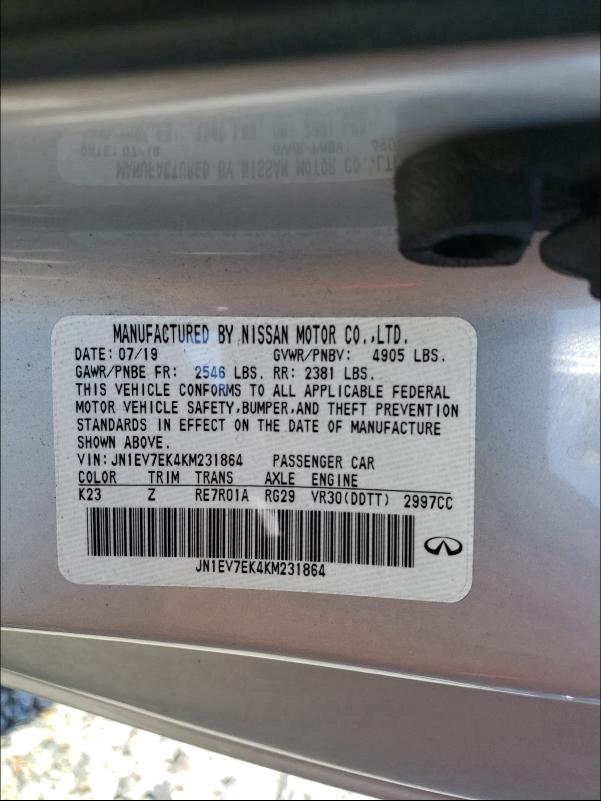 MANUFACTURED BY NISSAN MOTOR CO.,LTD.
DATE: 07/19 GVWR/PNBV: 4905 LBS.
GAWR/PNBE FR: 2546 LBS. RR: 2381 LBS.
THIS VEHICLE CONFORMS TO ALL APPLICABLE FEDERAL
MOTOR VEHICLE SAFETY,BUMPER,AND THEFT PREVENTION
STANDARDS IN EFFECT ON THE DATE OF MANUFACTURE
SHOWN ABOVE.
VIN: JN1EV7EK4KM231864 PASSENGER CAR
COLOR TRIM TRANS AXLE ENGINE
K23 Z RE7R01A RG29 VR30(DDTT) 2997CC
JN1EV7EK4KM231864